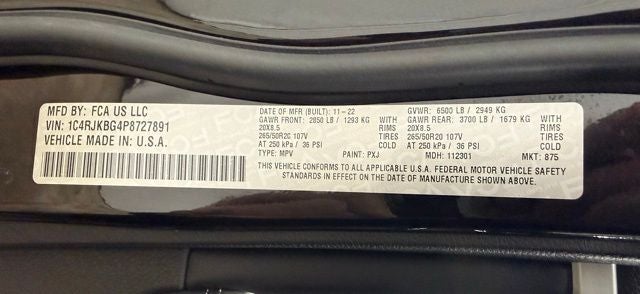 MFD BY: FCA US LLC
VIN: 1C4RJKBG4P8727891
VEHICLE MADE IN: U.S.A.
DATE OF MFR (BUILT): 11-22 GVWR: 6500 LB / 2949 KG
GAWR FRONT: 2850 LB / 1293 KG WITH GAWR REAR: 3700 LB / 1679 KG WITH
20X8.5 RIMS 20X8.5 RIMS
265/50R20 107V TIRES 265/50R20 107V TIRES
AT 250 kPa / 36 PSI COLD AT 250 kPa / 36 PSI COLD
TYPE: MPV PAINT: PXJ MDH: 112301 MKT: 875
THIS VEHICLE CONFORMS TO ALL APPLICABLE U.S.A. FEDERAL MOTOR VEHICLE SAFETY
STANDARDS IN EFFECT ON THE DATE OF MANUFACTURE SHOWN ABOVE.